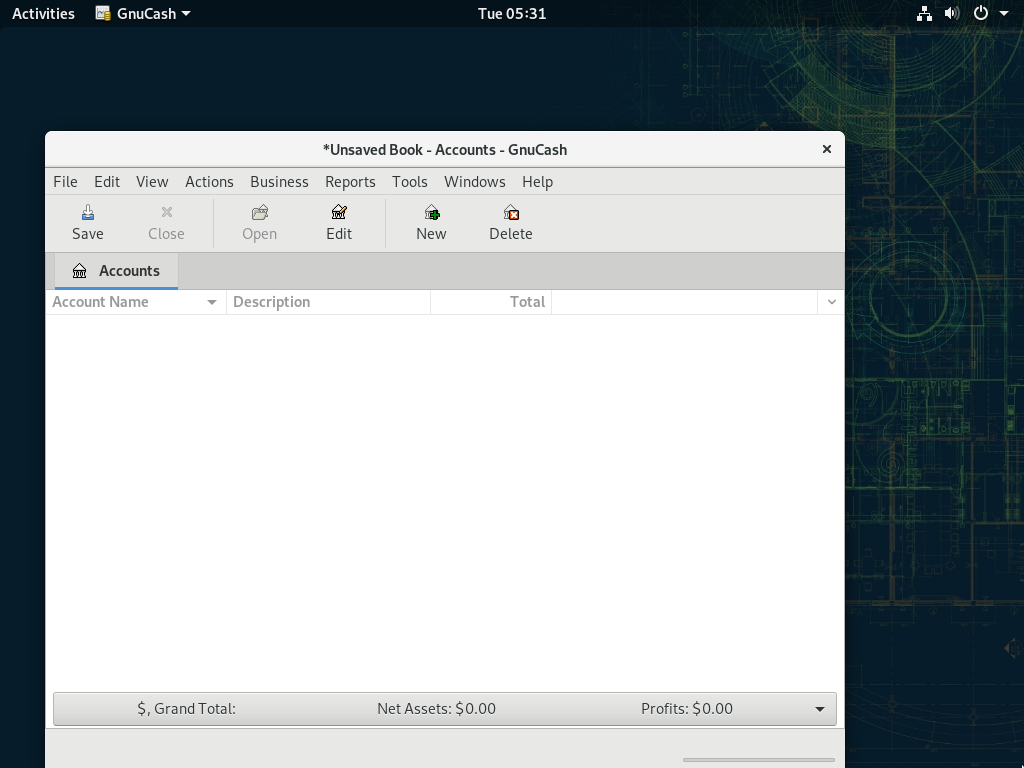 Activities GnuCash Tue 05:31
*Unsaved Book - Accounts - GnuCash
File Edit View Actions Business Reports Tools Windows Help
Save Close Open Edit New Delete
Accounts
Account Name Description Total
$, Grand Total: Net Assets: $0.00 Profits: $0.00